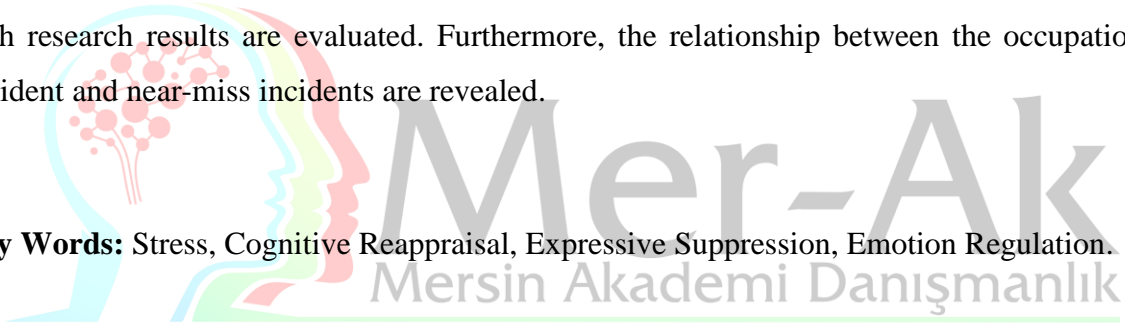 h research results are evaluated. Furthermore, the relationship between the occupatio
ident and near-miss incidents are revealed.
Mer-Ak
y Words: Stress, Cognitive Reappraisal, Expressive Suppression, Emotion Regulation.
Mersin Akademi Danışmanlık